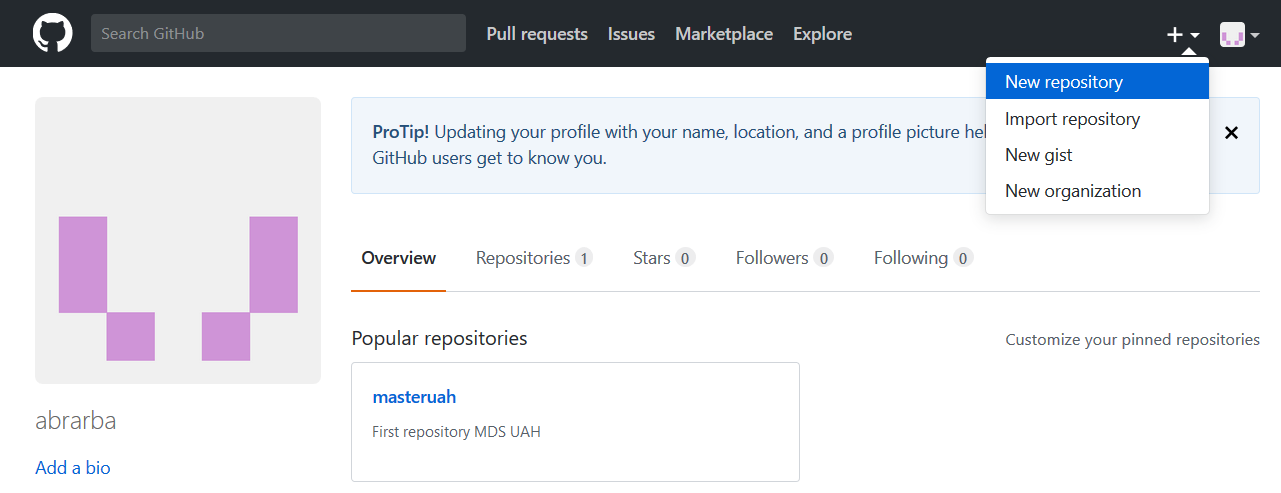 Search GitHub
Pull requests Issues Marketplace Explore
New repository
Import repository
New gist
New organization
ProTip! Updating your profile with your name, location, and a profile picture
GitHub users get to know you.
Overview Repositories 1 Stars 0 Followers 0 Following 0
Popular repositories
Customize your pinned repositories
masteruah
First repository MDS UAH
abrarba
Add a bio